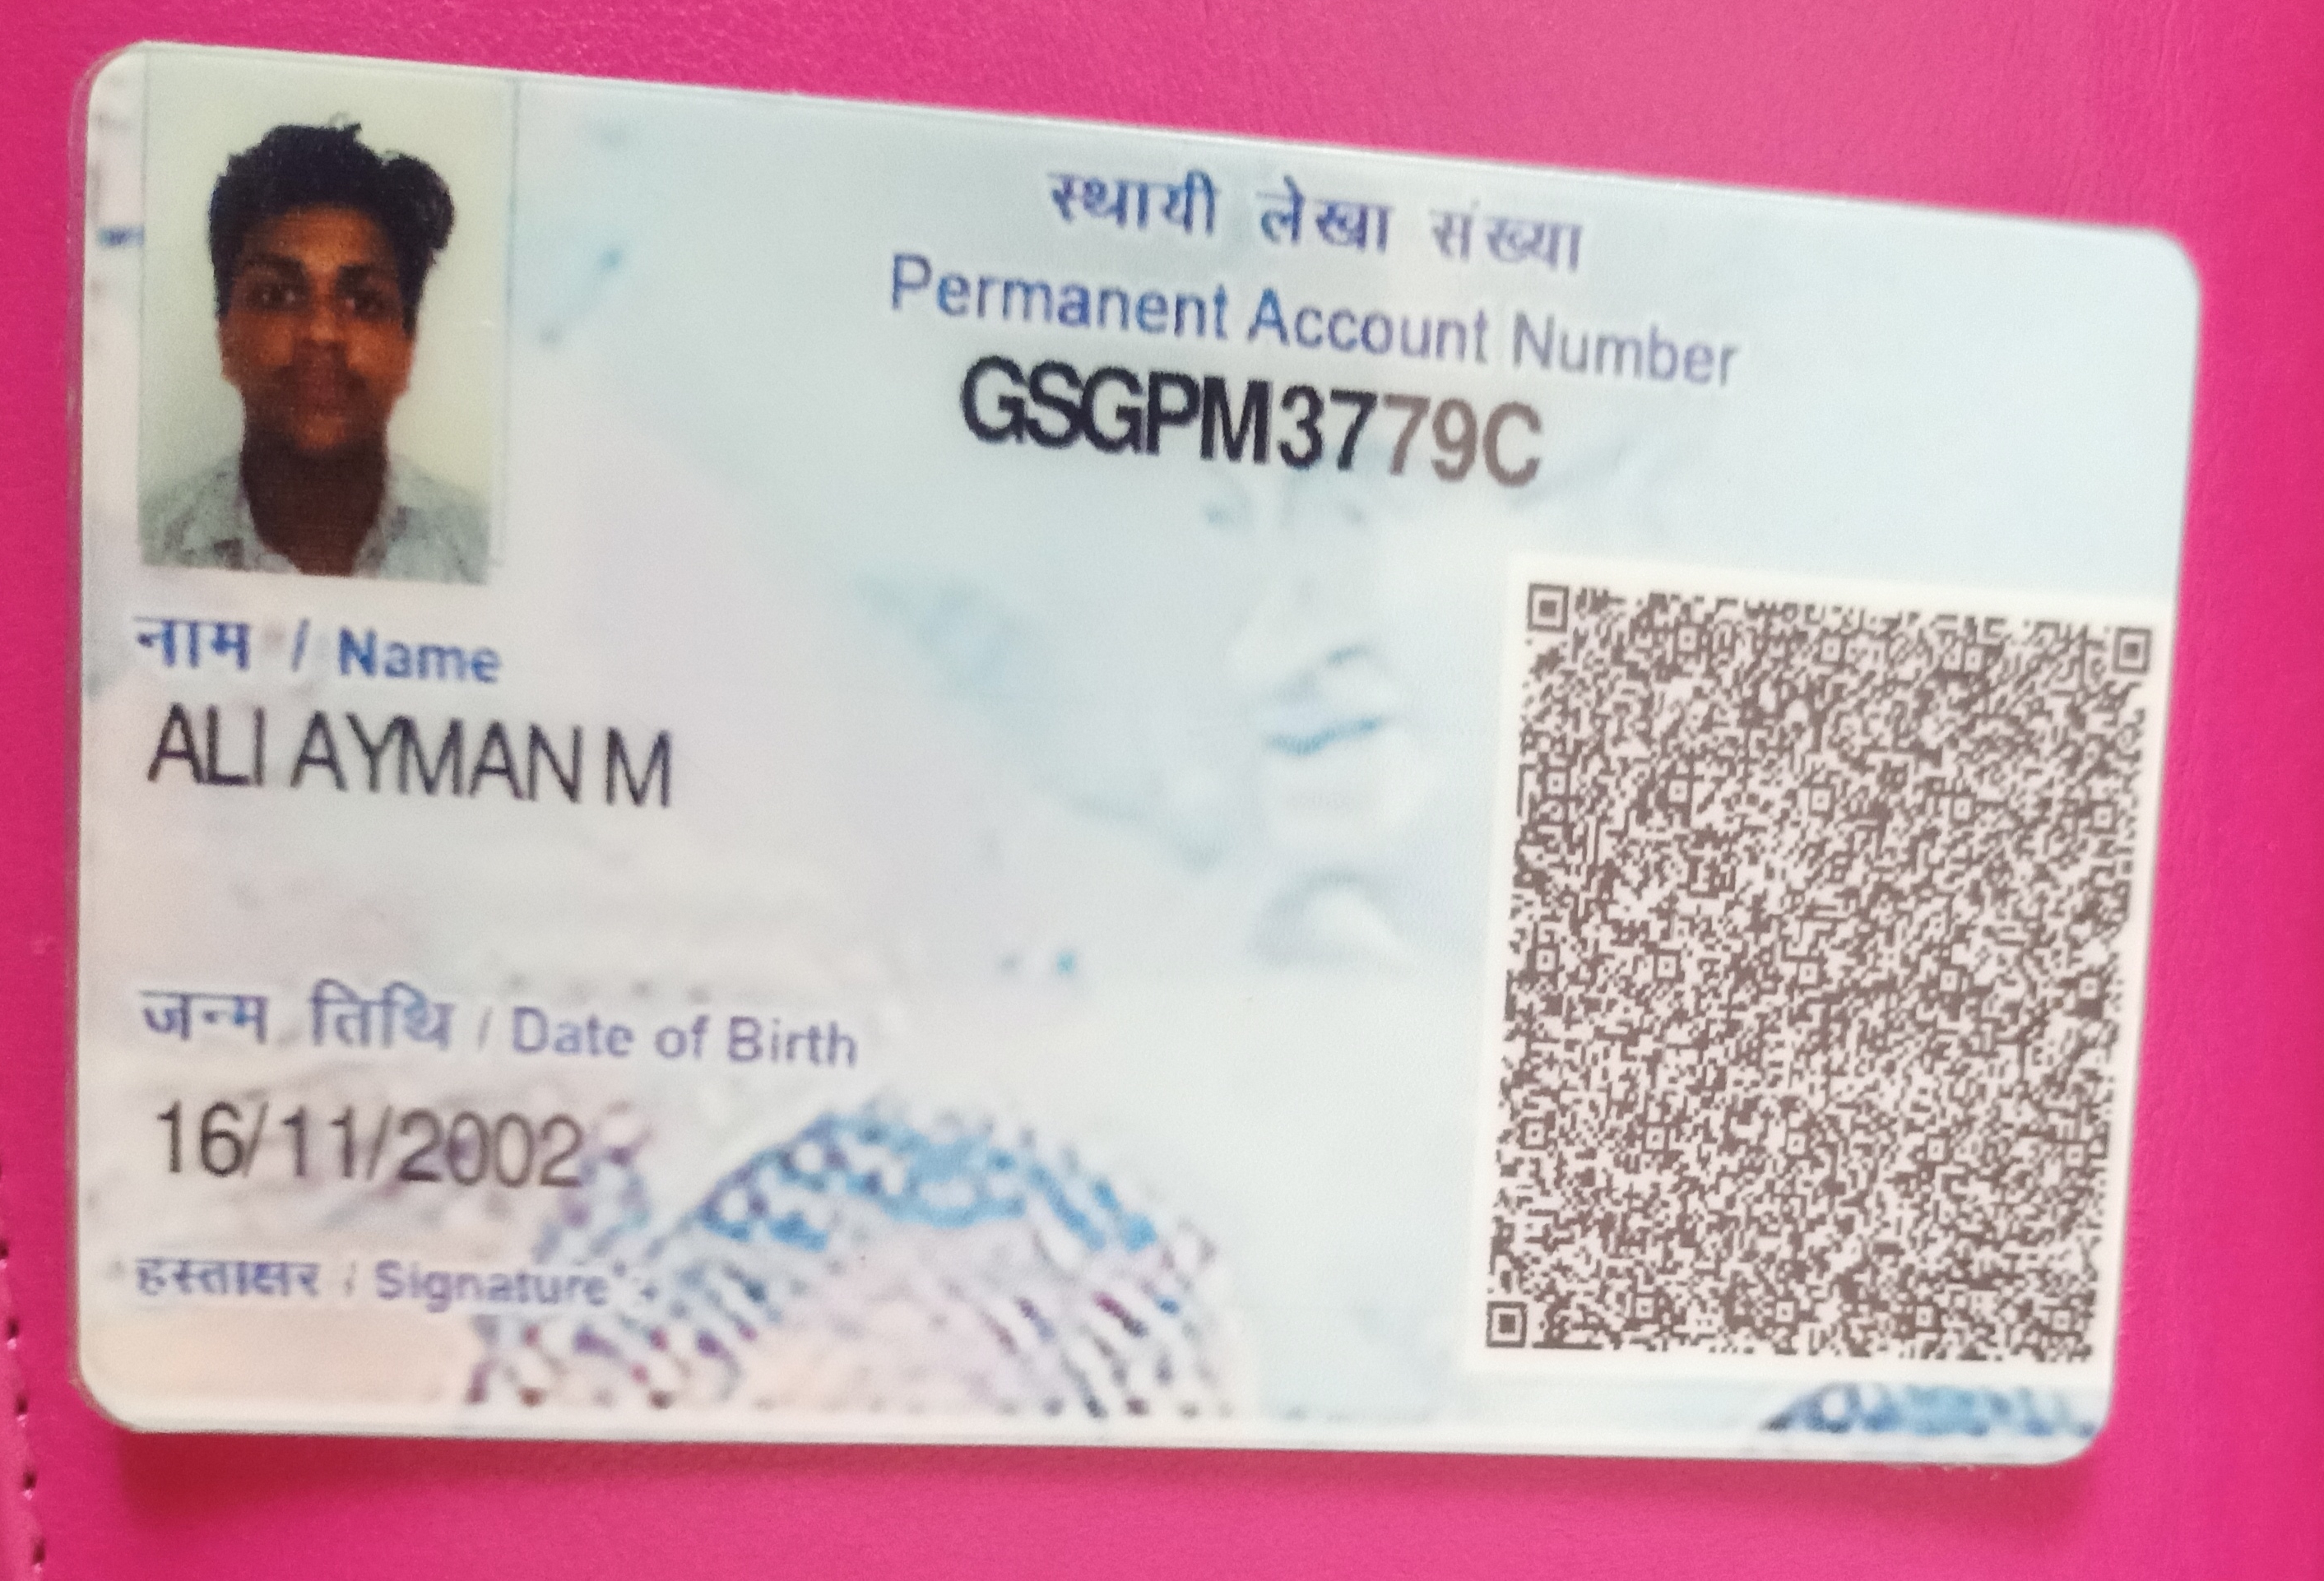 स्थायी लेखा संख्या
Permanent Account Number
GSGPM3779C
नाम / Name
ALI AYMAN M
जन्म तिथि / Date of Birth
16/11/2002
हस्ताक्षर / Signature